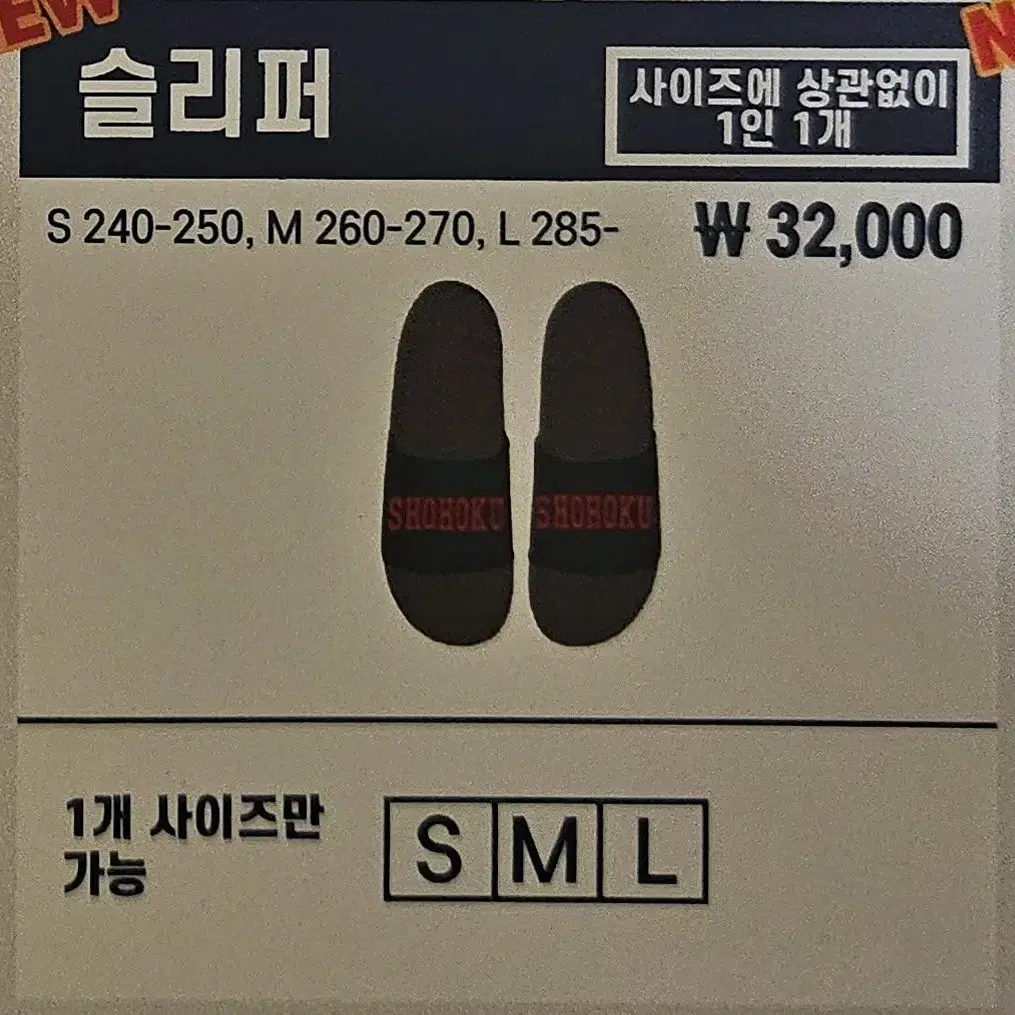 NEW
슬리퍼
사이즈에 상관없이
1인 1개
S 240-250, M 260-270, L 285-
₩ 32,000
SHOHOKU SHOHOKU
1개 사이즈만
가능
S M L